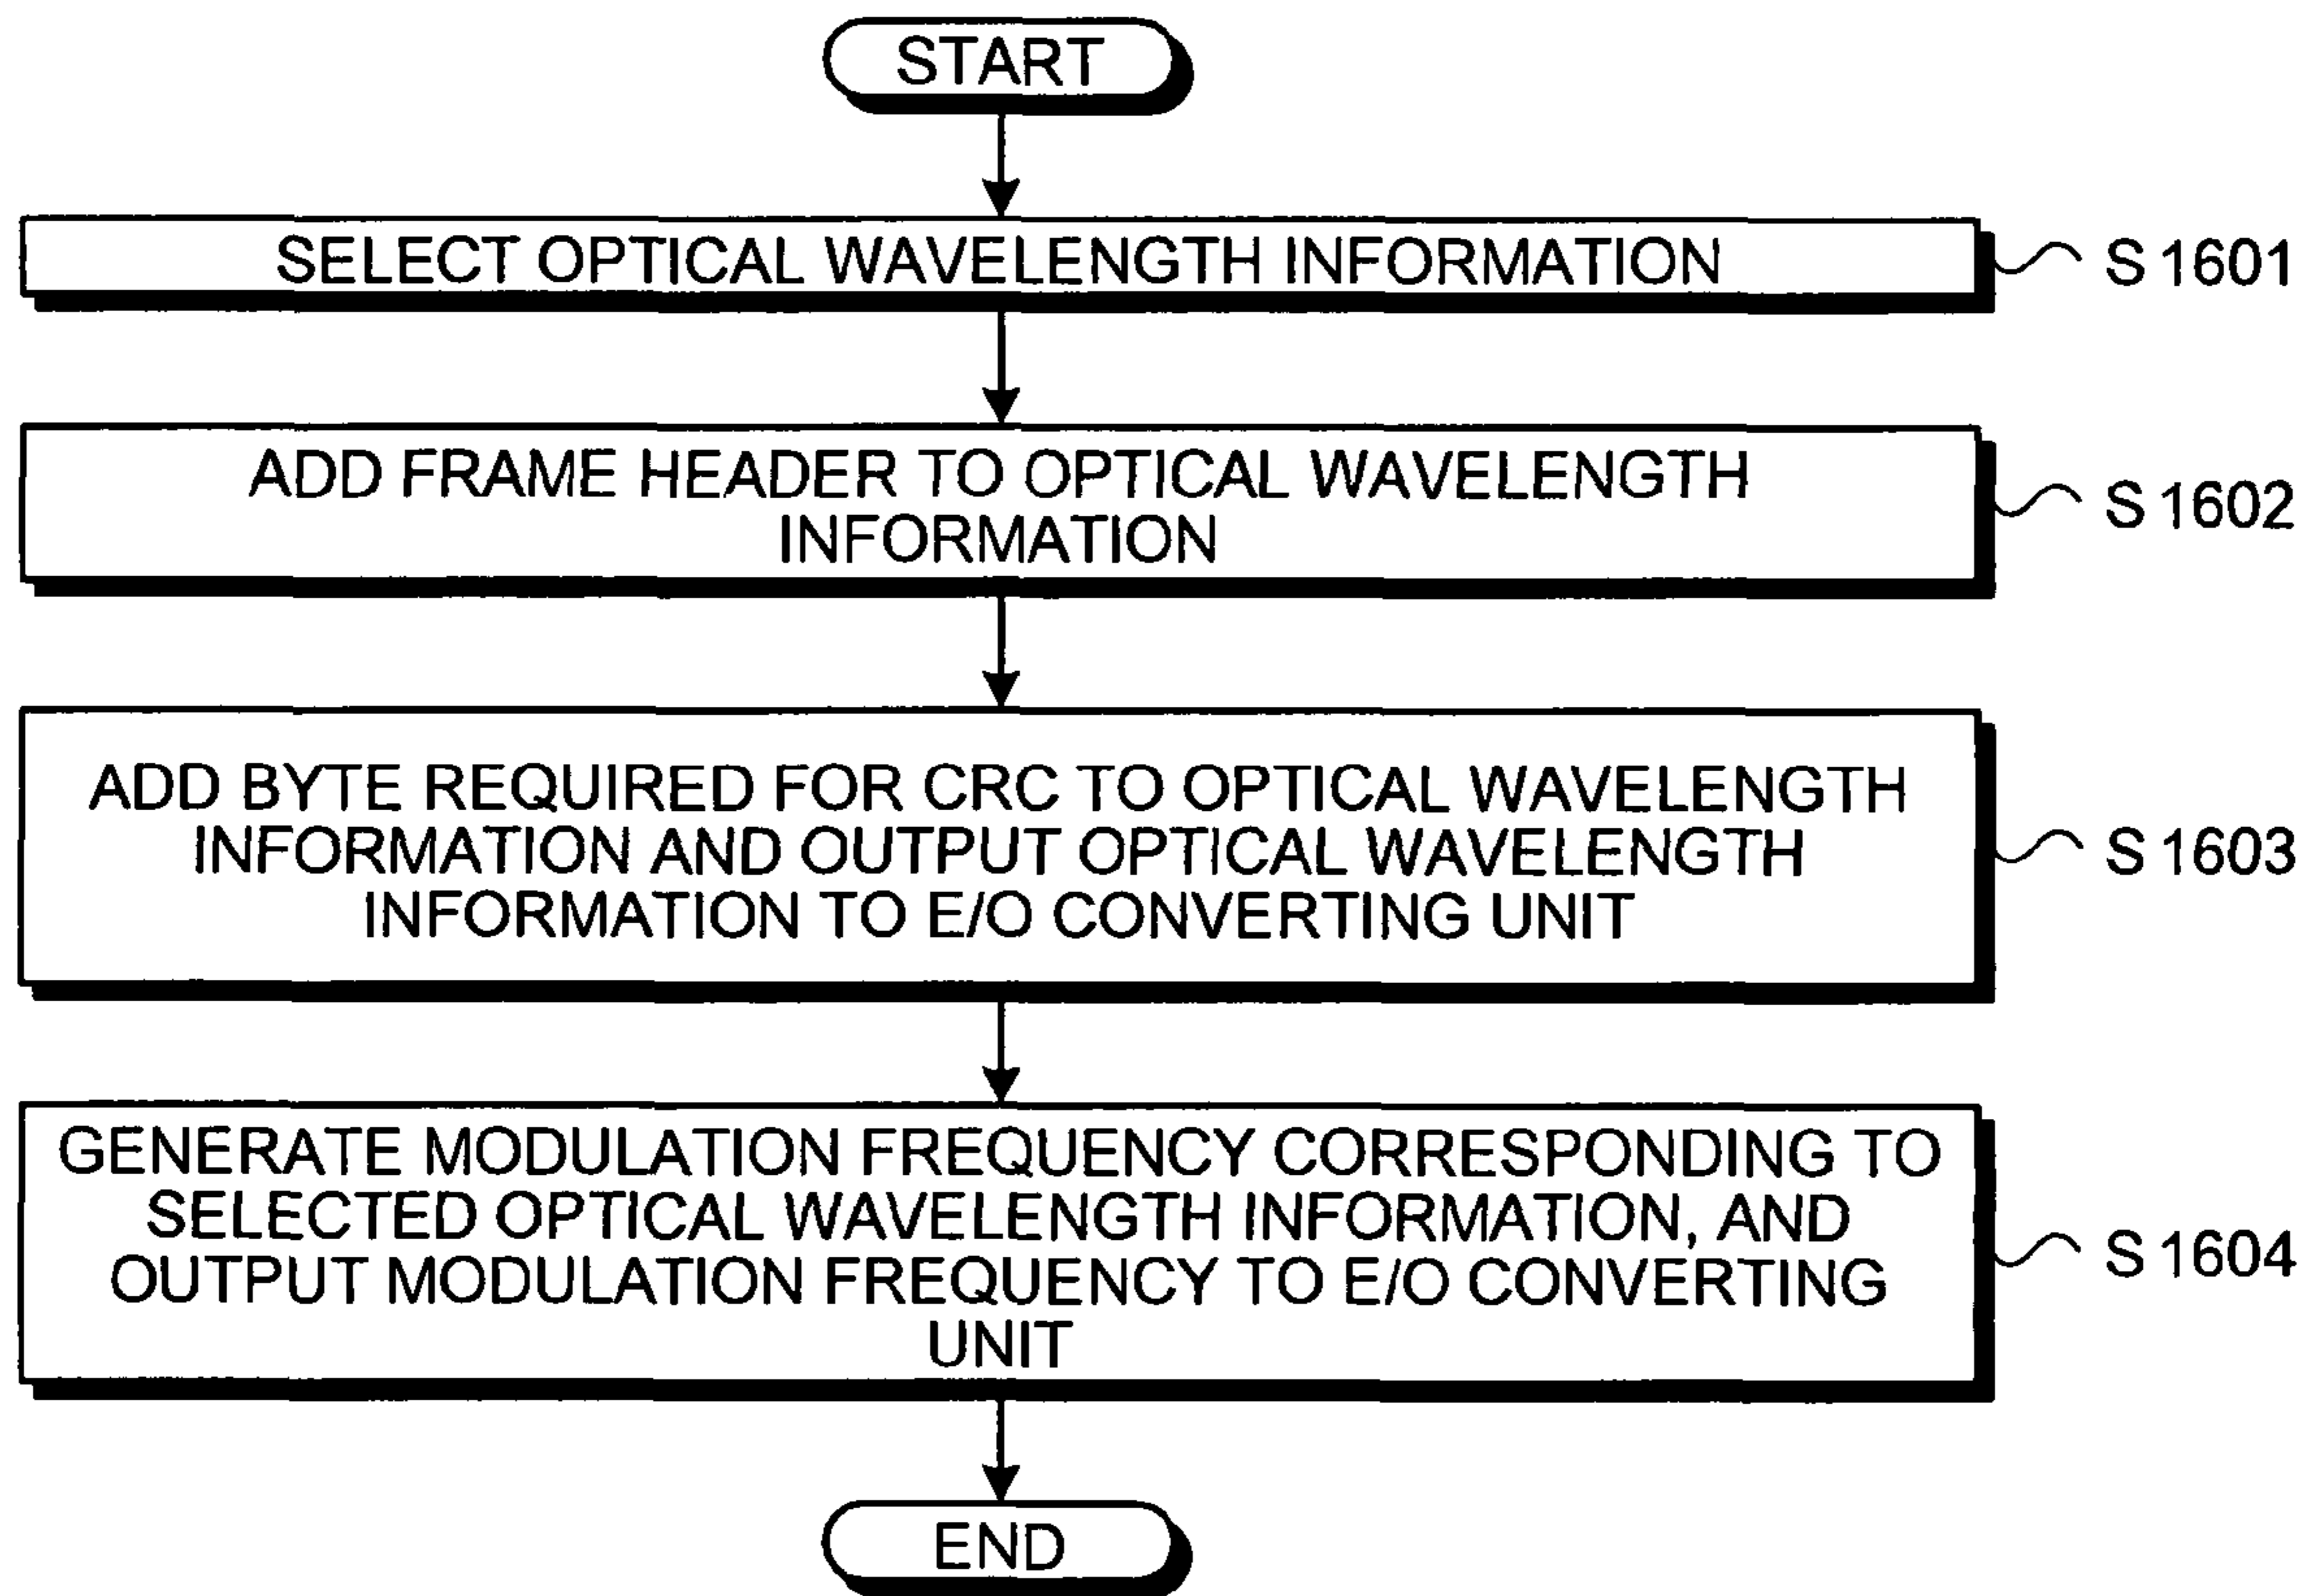 START
SELECT OPTICAL WAVELENGTH INFORMATION
S1601
ADD FRAME HEADER TO OPTICAL WAVELENGTH
INFORMATION
S1602
ADD BYTE REQUIRED FOR CRC TO OPTICAL WAVELENGTH
INFORMATION AND OUTPUT OPTICAL WAVELENGTH
INFORMATION TO E/O CONVERTING UNIT
S1603
GENERATE MODULATION FREQUENCY CORRESPONDING TO
SELECTED OPTICAL WAVELENGTH INFORMATION, AND
OUTPUT MODULATION FREQUENCY TO E/O CONVERTING
UNIT
S1604
END